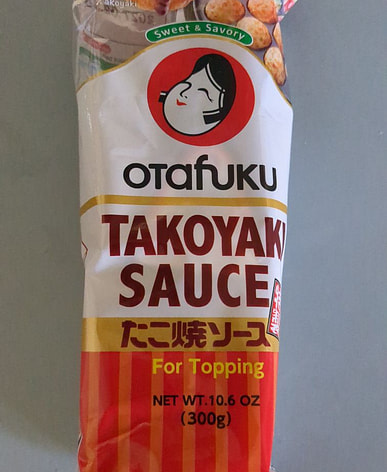 Takoyaki
Sweet & Savory
OTaFUKU
TAKOYAKI
SAUCE
たこ焼ソース
For Topping
NET WT.10.6 OZ
(300g)